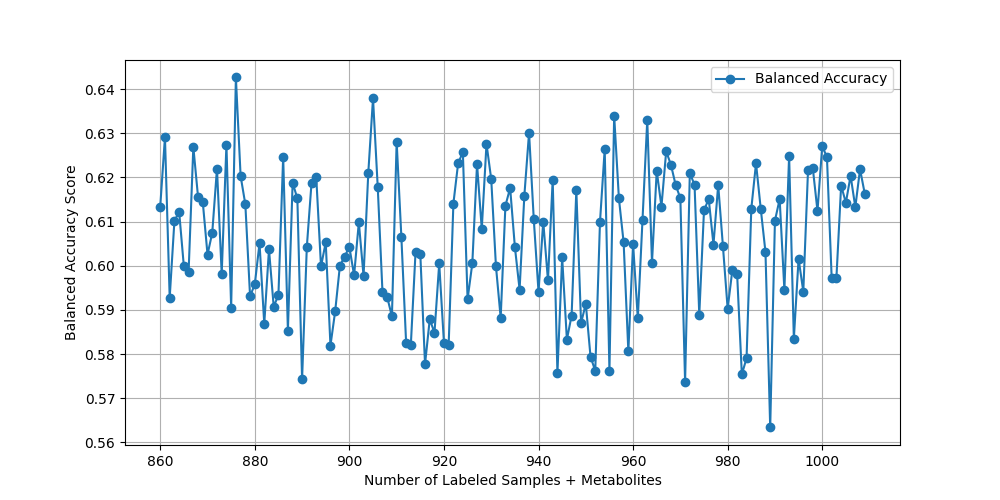 Balanced Accuracy
0.64
0.63
0.62
0.61
0.60
0.59
0.58
0.57
0.56
Balanced Accuracy Score
860 880 900 920 940 960 980 1000
Number of Labeled Samples + Metabolites